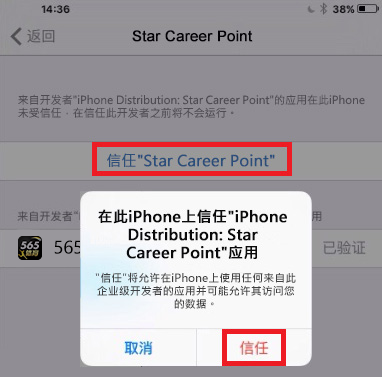 14:36
38%
返回
Star Career Point
来自开发者"iPhone Distribution: Star Career Point"的应用在此iPhone
未受信任。在信任此开发者之前将不会运行。
信任"Star Career Point"
在此iPhone上信任"iPhone
Distribution: Star
Career Point"应用
"信任"将允许在iPhone上使用任何来自此
企业级开发者的应用并可能允许其访问您
的数据。
取消
信任
来自开发者
用
565
565
已验证